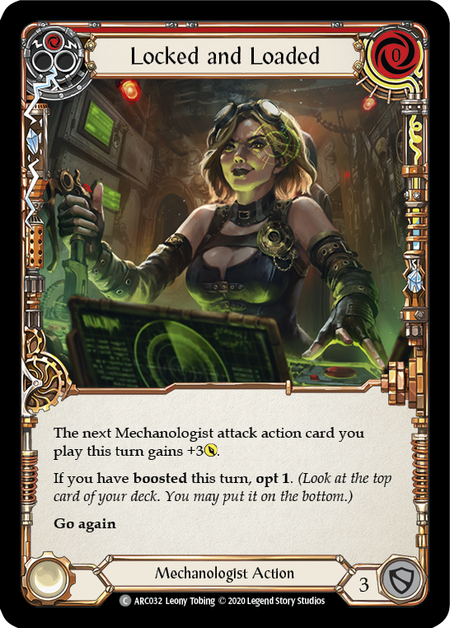 Locked and Loaded
0
The next Mechanologist attack action card you
play this turn gains +3.
If you have boosted this turn, opt 1. (Look at the top
card of your deck. You may put it on the bottom.)
Go again
Mechanologist Action
3
C ARC032 Leony Tobing © 2020 Legend Story Studios